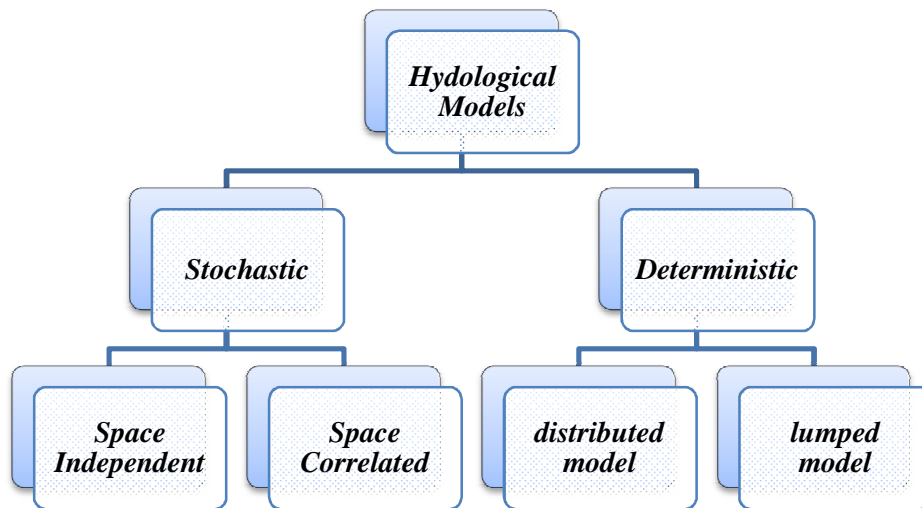 Hydological
Models
Stochastic
Deterministic
Space
Independent
Space
Correlated
distributed
model
lumped
model